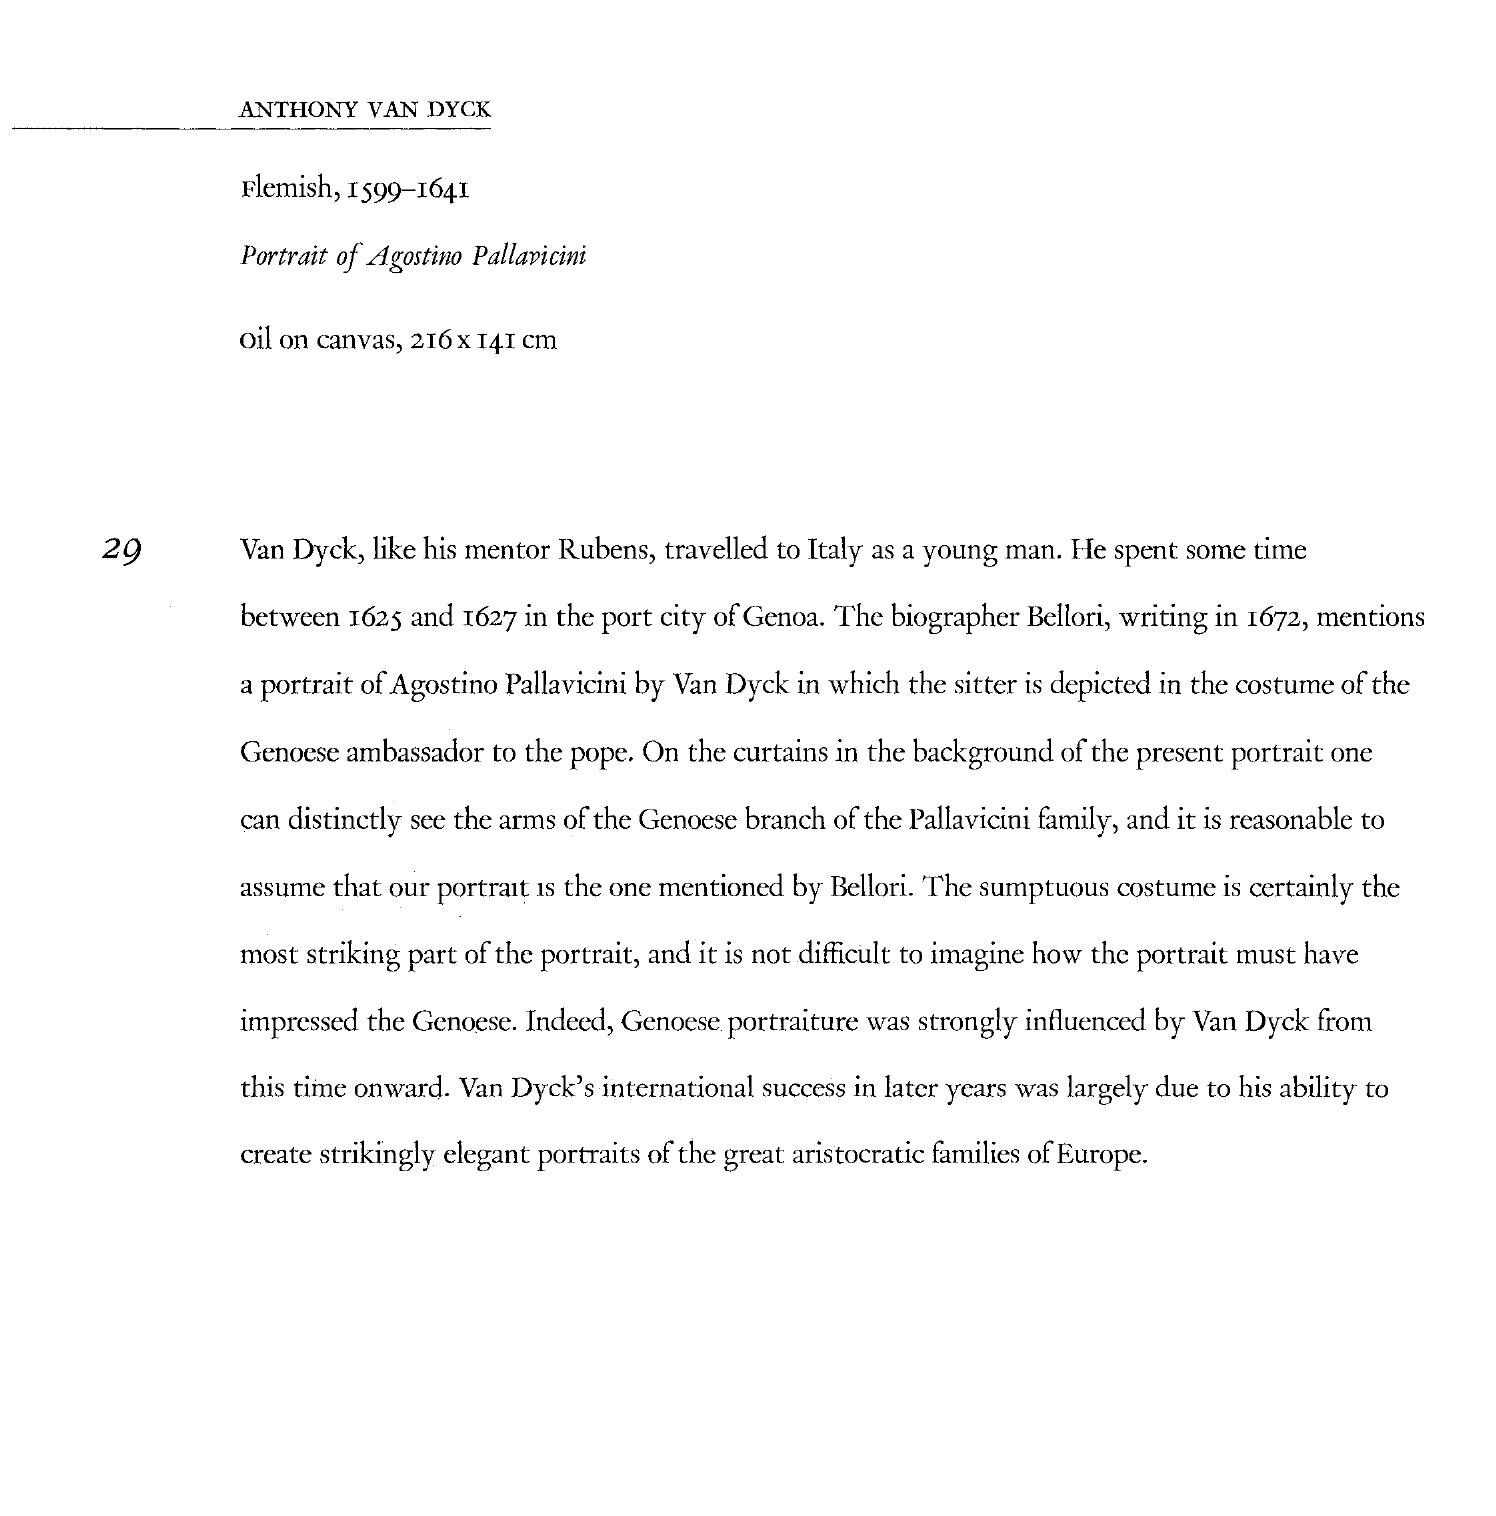 ANTHONY VAN DYCK
Flemish, 1599–1641
Portrait of Agostino Pallavicini
Oil on canvas, 216 x 141 cm
29
Van Dyck, like his mentor Rubens, travelled to Italy as a young man. He spent some time
between 1625 and 1627 in the port city of Genoa. The biographer Bellori, writing in 1672, mentions
a portrait of Agostino Pallavicini by Van Dyck in which the sitter is depicted in the costume of the
Genoese ambassador to the pope. On the curtains in the background of the present portrait one
can distinctly see the arms of the Genoese branch of the Pallavicini family, and it is reasonable to
assume that our portrait is the one mentioned by Bellori. The sumptuous costume is certainly the
most striking part of the portrait, and it is not difficult to imagine how the portrait must have
impressed the Genoese. Indeed, Genoese portraiture was strongly influenced by Van Dyck from
this time onward. Van Dyck's international success in later years was largely due to his ability to
create strikingly elegant portraits of the great aristocratic families of Europe.